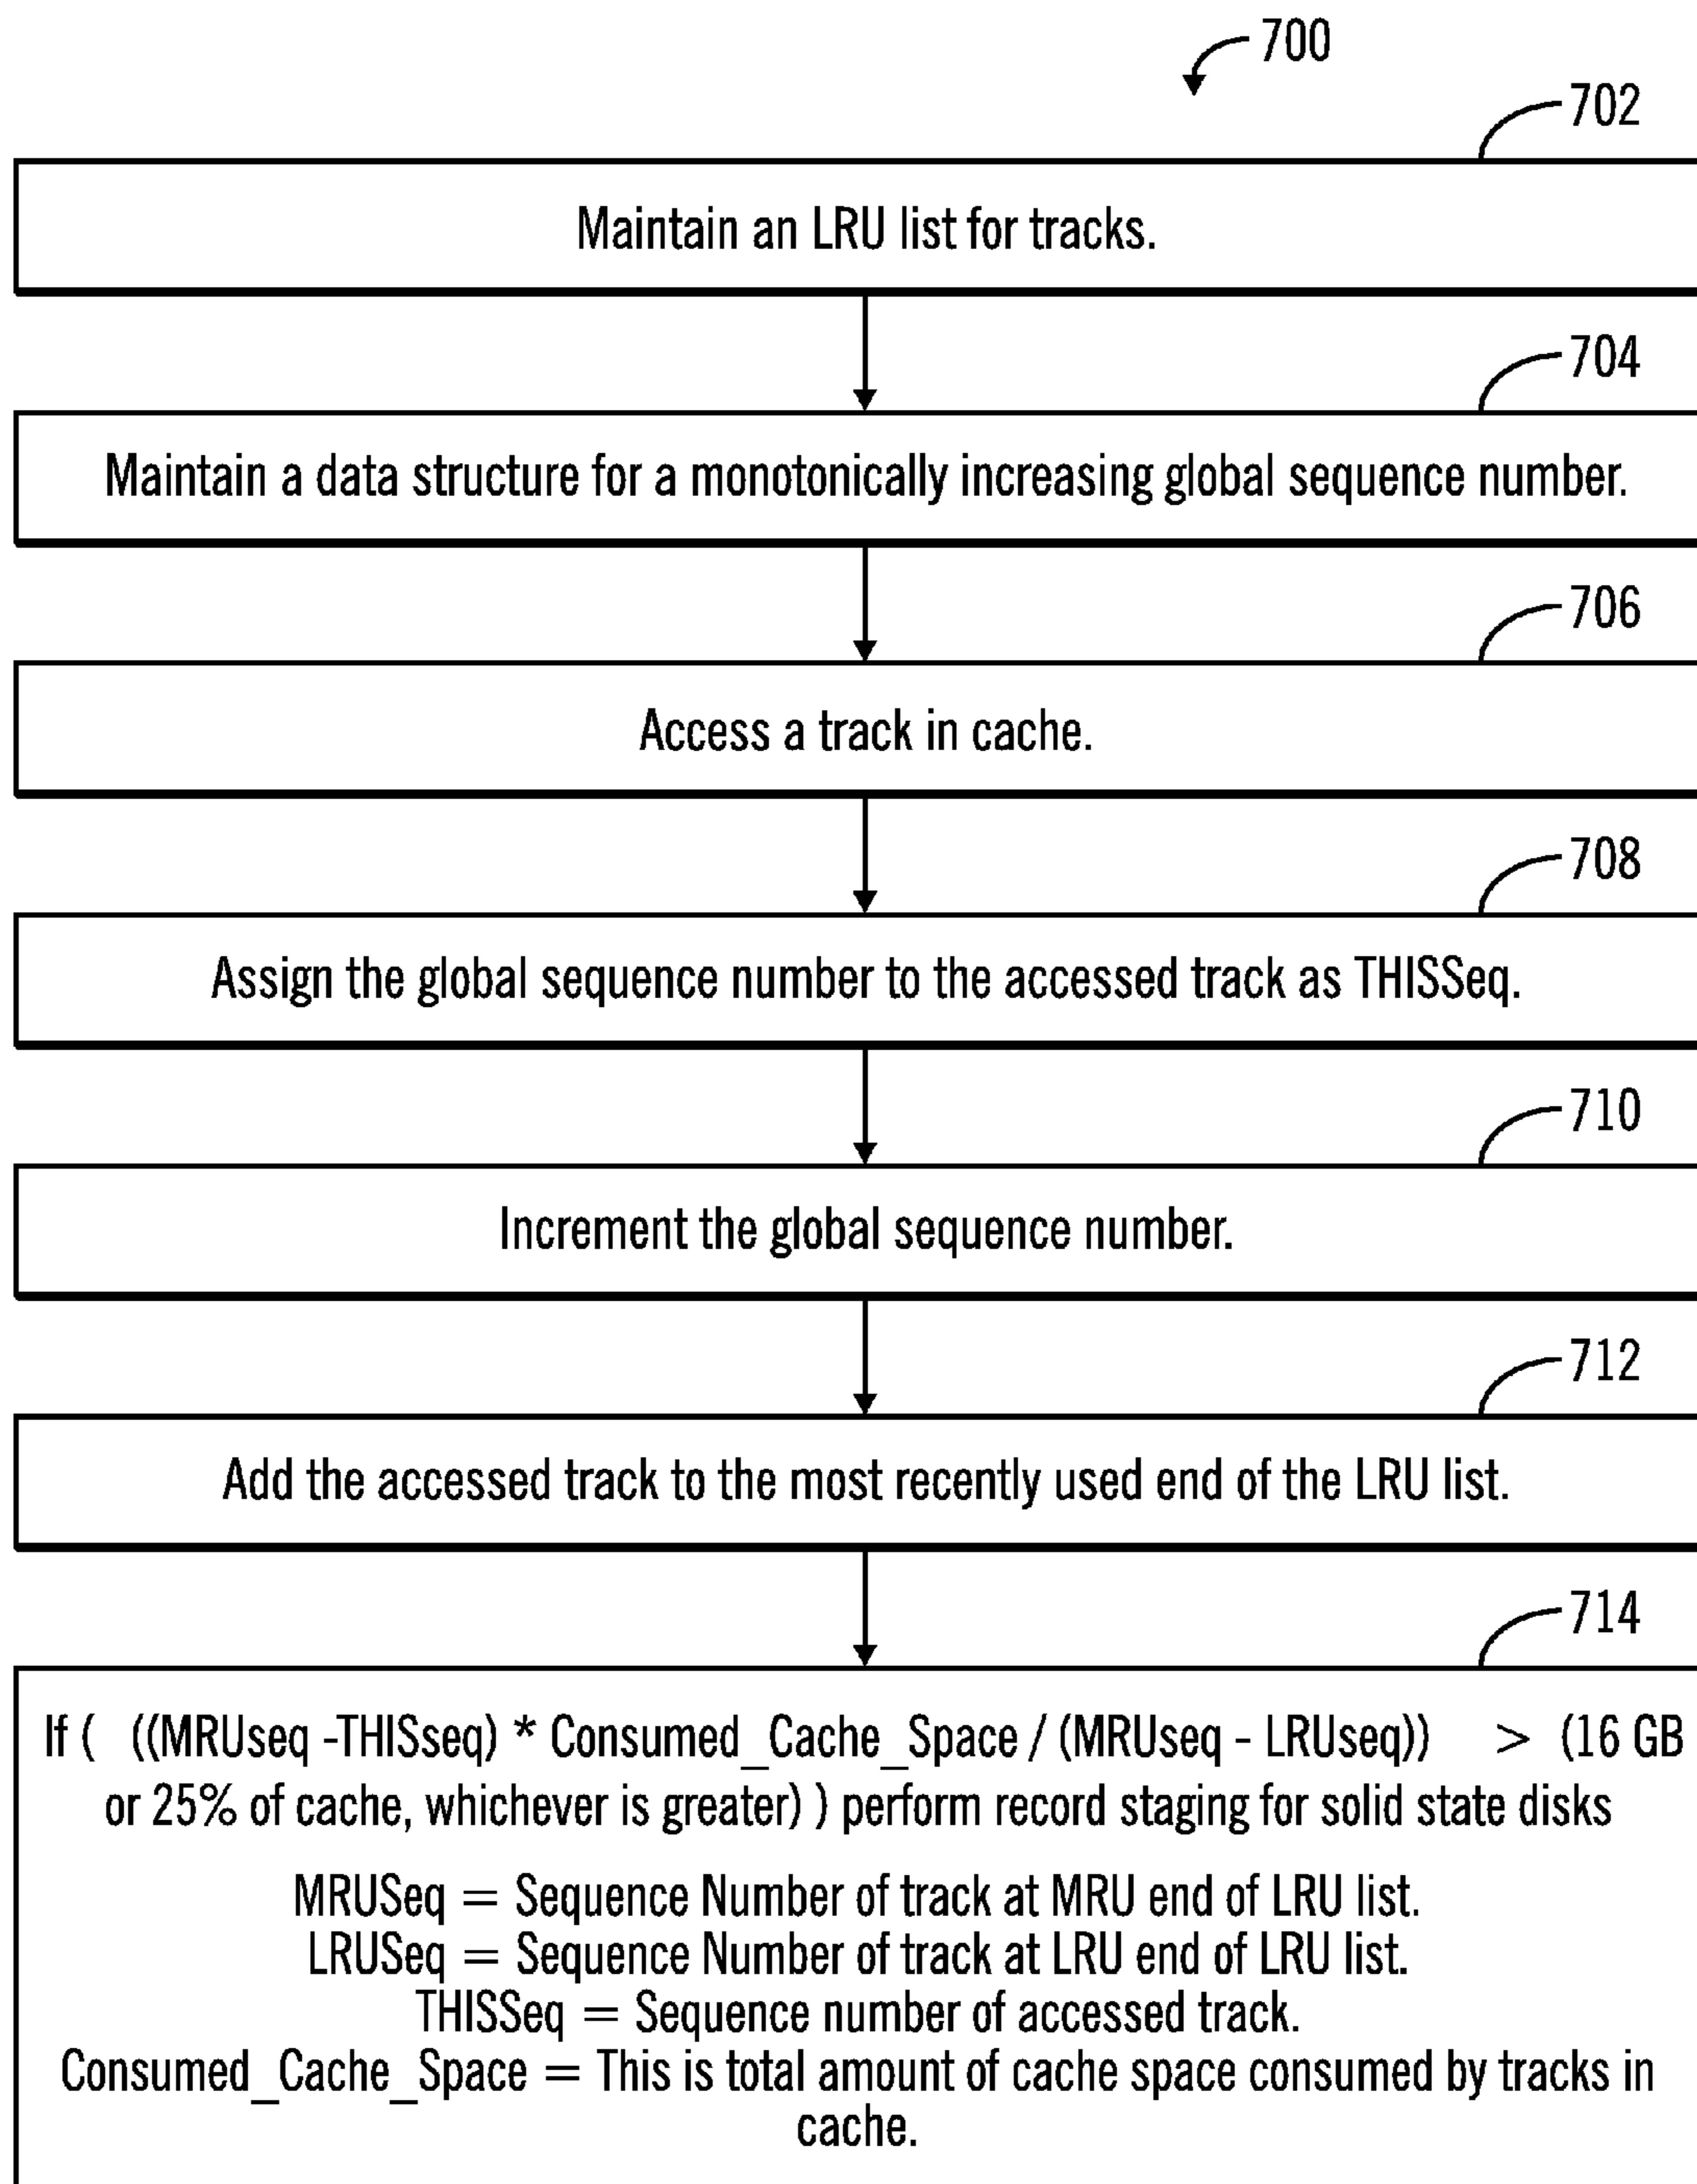 700
702
Maintain an LRU list for tracks.
704
Maintain a data structure for a monotonically increasing global sequence number.
706
Access a track in cache.
708
Assign the global sequence number to the accessed track as THISSeq.
710
Increment the global sequence number.
712
Add the accessed track to the most recently used end of the LRU list.
714
If ( ((MRUseq -THISseq) * Consumed_Cache_Space / (MRUseq - LRUseq)) > (16 GB
or 25% of cache, whichever is greater) ) perform record staging for solid state disks
MRUSeq = Sequence Number of track at MRU end of LRU list.
LRUSeq = Sequence Number of track at LRU end of LRU list.
THISSeq = Sequence number of accessed track.
Consumed_Cache_Space = This is total amount of cache space consumed by tracks in
cache.